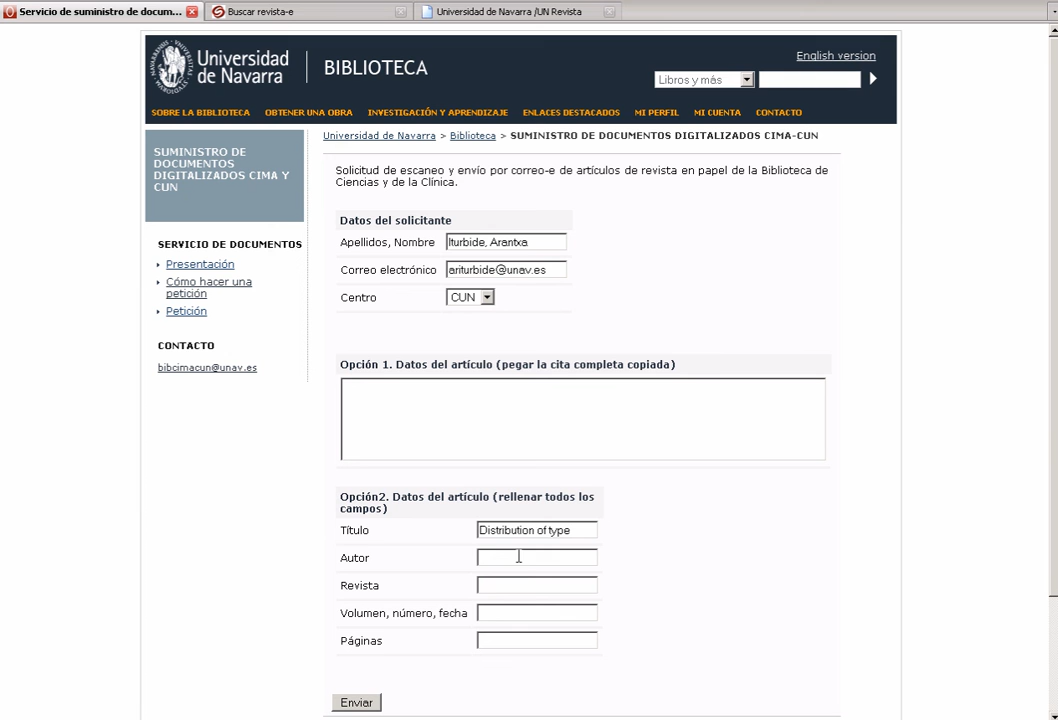 Servicio de suministro de docum...
Buscar revista-e
Universidad de Navarra /UN Revista
Universidad
de Navarra
BIBLIOTECA
English version
Libros y más
SOBRE LA BIBLIOTECA OBTENER UNA OBRA INVESTIGACIÓN Y APRENDIZAJE ENLACES DESTACADOS MI PERFIL MI CUENTA CONTACTO
Universidad de Navarra > Biblioteca > SUMINISTRO DE DOCUMENTOS DIGITALIZADOS CIMA-CUN
SUMINISTRO DE
DOCUMENTOS
DIGITALIZADOS CIMA Y
CUN
SERVICIO DE DOCUMENTOS
Presentación
Cómo hacer una
petición
Petición
CONTACTO
bibcimacun@unav.es
Solicitud de escaneo y envío por correo-e de artículos de revista en papel de la Biblioteca de
Ciencias y de la Clínica.
Datos del solicitante
Apellidos, Nombre Iturbide, Arantxa
Correo electrónico ariturbide@unav.es
Centro CUN
Opción 1. Datos del artículo (pegar la cita completa copiada)
Opción2. Datos del artículo (rellenar todos los
campos)
Título Distribution of type
Autor
Revista
Volumen, número, fecha
Páginas
Enviar